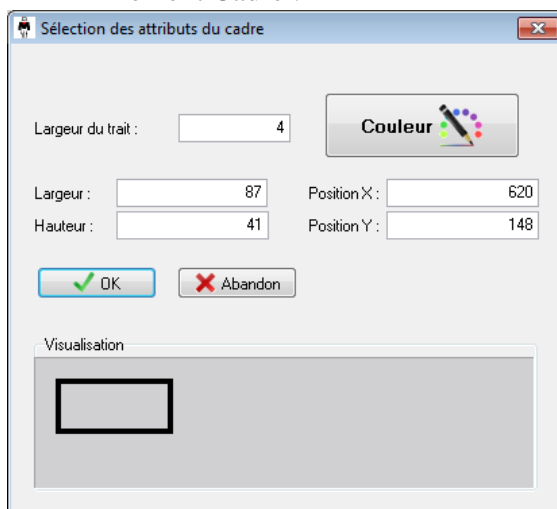 Sélection des attributs du cadre
Largeur du trait : 4 Couleur
Largeur : 87 Position X : 620
Hauteur : 41 Position Y : 148
OK Abandon
Visualisation